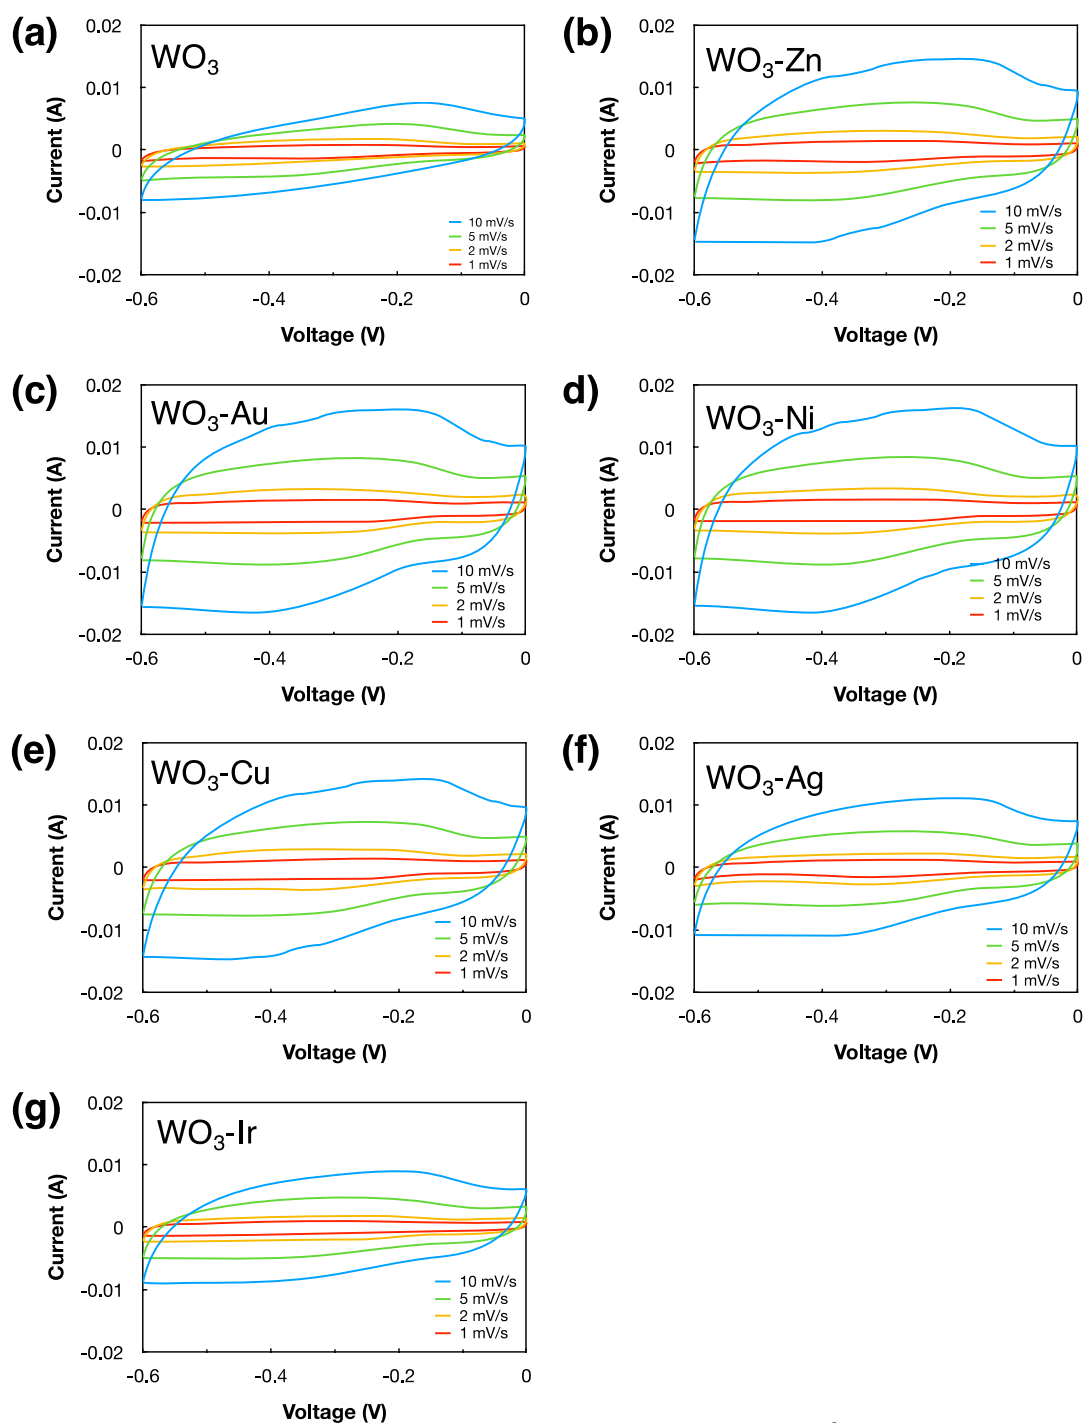 (a)
WO3
0.02
0.01
0
-0.01
-0.02
Current (A)
10 mV/s
5 mV/s
2 mV/s
1 mV/s
-0.6
-0.4
-0.2
0
Voltage (V)
(b)
WO3-Zn
0.02
0.01
0
-0.01
-0.02
Current (A)
10 mV/s
5 mV/s
2 mV/s
1 mV/s
-0.6
-0.4
-0.2
0
Voltage (V)
(c)
WO3-Au
0.02
0.01
0
-0.01
-0.02
Current (A)
10 mV/s
5 mV/s
2 mV/s
1 mV/s
-0.6
-0.4
-0.2
0
Voltage (V)
(d)
WO3-Ni
0.02
0.01
0
-0.01
-0.02
Current (A)
10 mV/s
5 mV/s
2 mV/s
1 mV/s
-0.6
-0.4
-0.2
0
Voltage (V)
(e)
WO3-Cu
0.02
0.01
0
-0.01
-0.02
Current (A)
10 mV/s
5 mV/s
2 mV/s
1 mV/s
-0.6
-0.4
-0.2
0
Voltage (V)
(f)
WO3-Ag
0.02
0.01
0
-0.01
-0.02
Current (A)
10 mV/s
5 mV/s
2 mV/s
1 mV/s
-0.6
-0.4
-0.2
0
Voltage (V)
(g)
WO3-Ir
0.02
0.01
0
-0.01
-0.02
Current (A)
10 mV/s
5 mV/s
2 mV/s
1 mV/s
-0.6
-0.4
-0.2
0
Voltage (V)